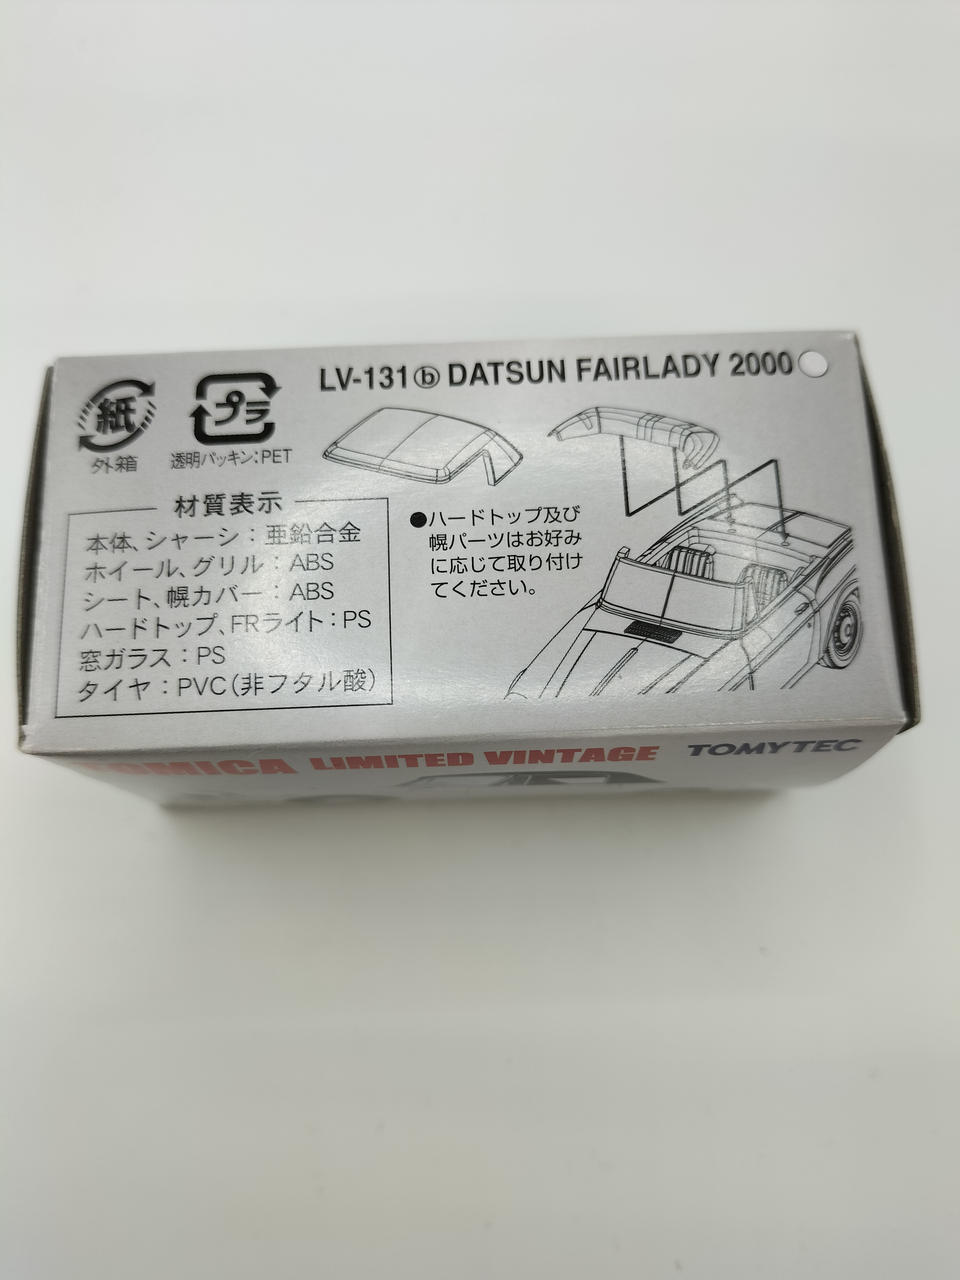 LV-131ⓑ DATSUN FAIRLADY 2000
紙
外箱
プラ
透明パッキン:PET
材質表示
本体、シャーシ:亜鉛合金
ホイール、グリル:ABS
シート、幌カバー:ABS
ハードトップ、FRライト:PS
窓ガラス:PS
タイヤ:PVC(非フタル酸)
●ハードトップ及び
幌パーツはお好み
に応じて取り付け
てください。
TOMICA LIMITED VINTAGE TOMYTEC